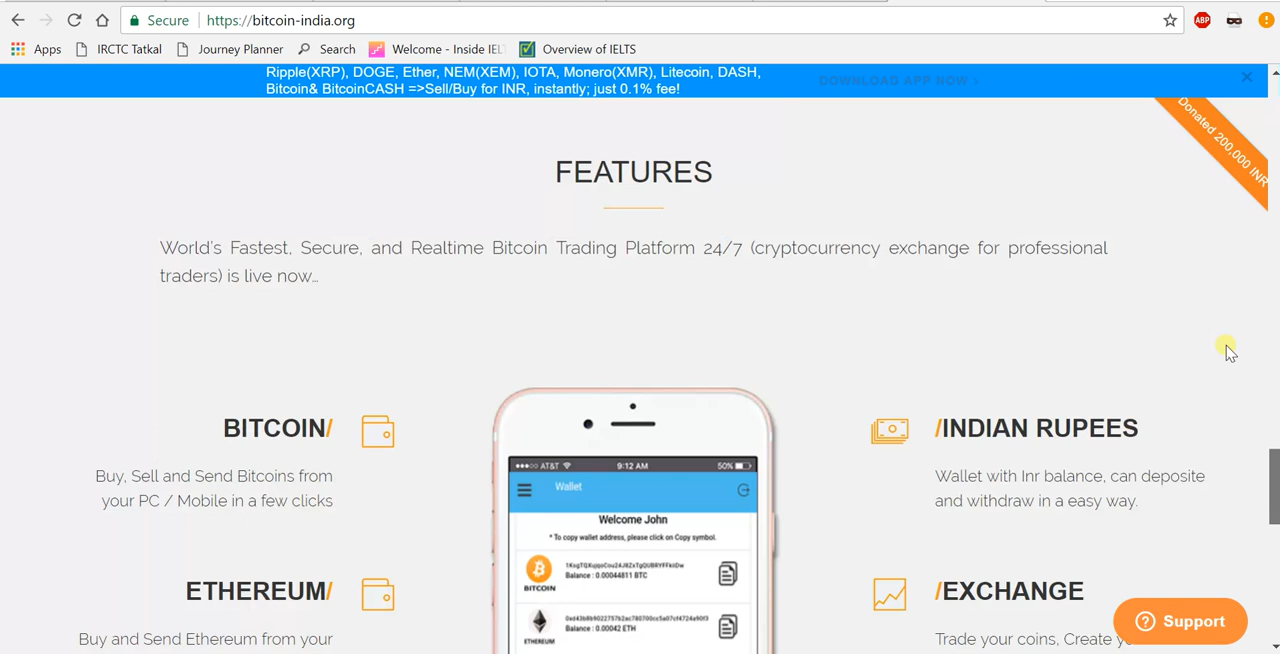 Secure https://bitcoin-india.org
Apps IRCTC Tatkal Journey Planner Search Welcome - Inside IEL Overview of IELTS
Ripple(XRP), DOGE, Ether, NEM(XEM), IOTA, Monero(XMR), Litecoin, DASH,
Bitcoin& BitcoinCASH =>Sell/Buy for INR, instantly; just 0.1% fee!
DOWNLOAD APP NOW >
Donated 200,000 INR
FEATURES
World's Fastest, Secure, and Realtime Bitcoin Trading Platform 24/7 (cryptocurrency exchange for professional
traders) is live now...
BITCOIN/
Buy, Sell and Send Bitcoins from
your PC / Mobile in a few clicks
ETHEREUM/
Buy and Send Ethereum from your
AT&T 9:12 AM 50%
Wallet
Welcome John
* To copy wallet address, please click on Copy symbol.
BITCOIN
Balance : 0.00044811 BTC
ETHEREUM
Balance : 0.00042 ETH
/INDIAN RUPEES
Wallet with Inr balance, can deposite
and withdraw in a easy way.
/EXCHANGE
Trade your coins, Create
Support
ABP